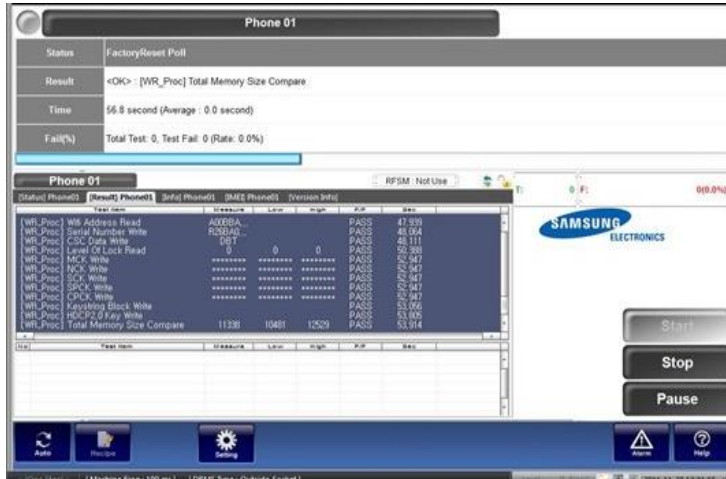 Phone 01
Status FactoryReset Poll
Result <OK> : [WR_Proc] Total Memory Size Compare
Time 56.8 second (Average : 0.0 second)
Fail(%) Total Test: 0, Test Fail: 0 (Rate: 0.0%)
Phone 01 RFSM : Not Use T: 0 F: 0(0.0%)
[Status] Phone01 [Result] Phone01 [Info] Phone01 [IMEI] Phone01 [Version Info]
Test Item Measure Low High P/F Sec
[WR_Proc] Wifi Address Read A00BBA... PASS 47,939
[WR_Proc] Serial Number Write PASS 48,064
[WR_Proc] CSC Data Write DBT PASS 48,111
[WR_Proc] Level Of Lock Read 0 0 0 PASS 50,388
[WR_Proc] MCK Write ******** ******** ******** PASS 52,947
[WR_Proc] NCK Write ******** ******** ******** PASS 52,947
[WR_Proc] SCK Write ******** ******** ******** PASS 52,947
[WR_Proc] SPCK Write ******** ******** ******** PASS 52,947
[WR_Proc] CPCK Write ******** ******** ******** PASS 52,947
[WR_Proc] Keystring Block Write PASS 53,056
[WR_Proc] HDCP2.0 Key Write PASS 53,805
[WR_Proc] Total Memory Size Compare 11338 10481 12529 PASS 53,914
No Test Item Measure Low High P/F Sec
SAMSUNG
ELECTRONICS
Start
Stop
Pause
Auto Recipe Setting Alarm Help